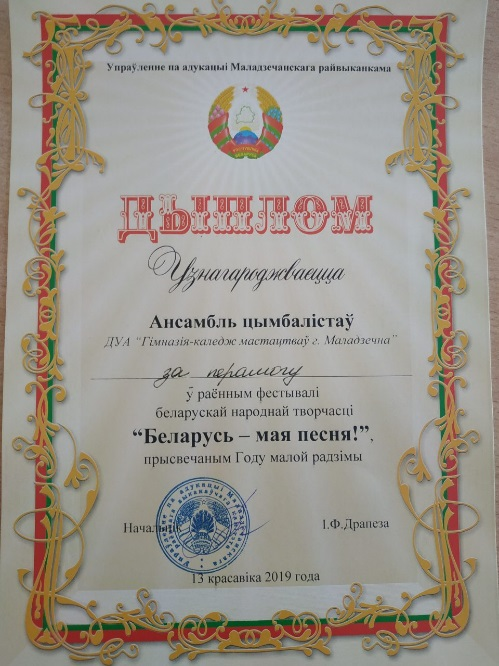 Упраўленне па адукацыі Маладзечанскага райвыканкама
ДЫПЛОМ
Узнагароджваецца
Ансамбль цымбалістаў
ДУА “Гімназія-каледж мастацтваў г. Маладзечна”
за перамогу
ў раённым фестывалі
беларускай народнай творчасці
“Беларусь – мая песня!”,
прысвечаным Году малой радзімы
Начальнік І.Ф.Драпеза
13 красавіка 2019 года